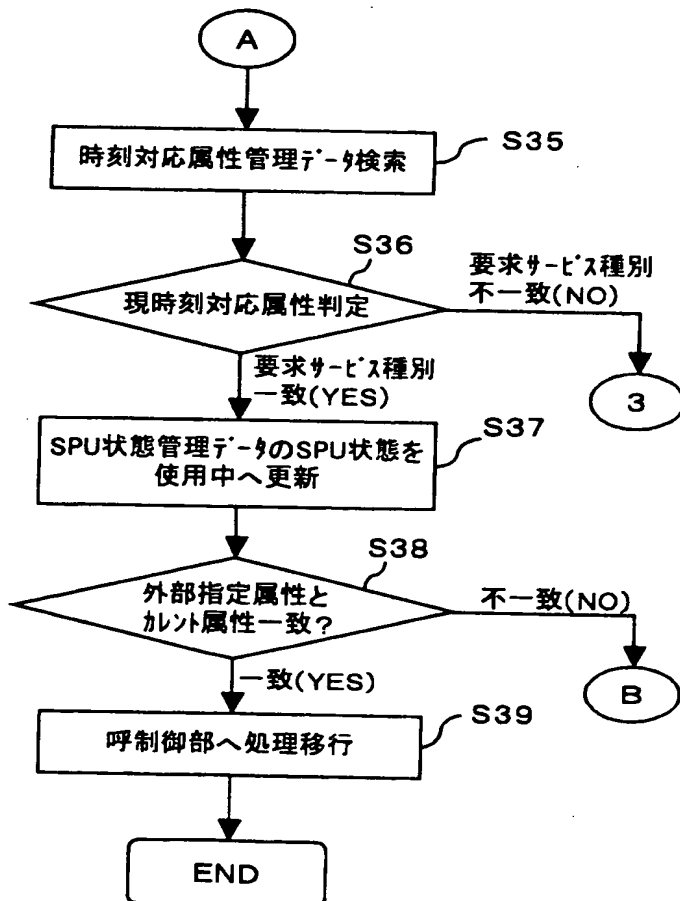 A
時刻対応属性管理データ検索
S35
S36
現時刻対応属性判定
要求サービス種別
不一致(NO)
3
要求サービス種別
一致(YES)
S37
SPU状態管理データのSPU状態を
使用中へ更新
S38
外部指定属性と
カレント属性一致?
不一致(NO)
B
一致(YES)
S39
呼制御部へ処理移行
END